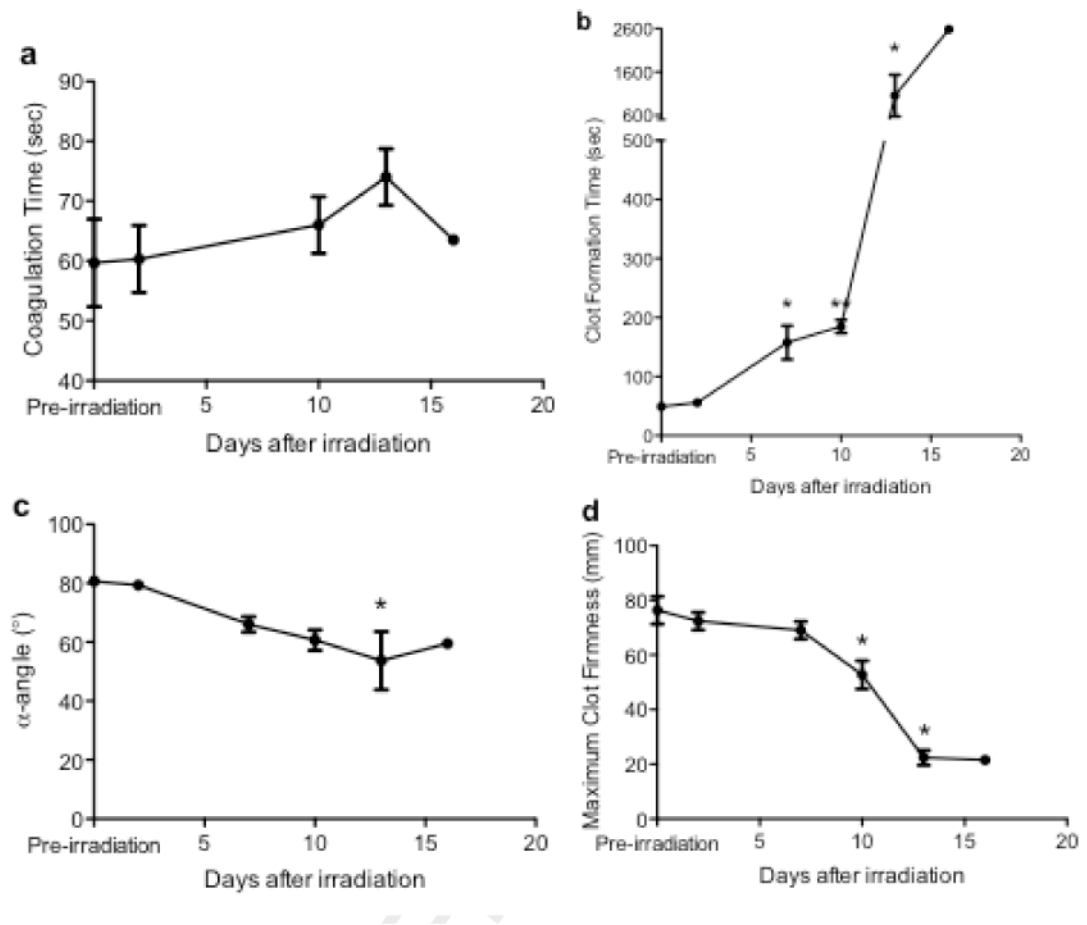 a
90
80
70
60
50
40
Coagulation Time (sec)
Pre-irradiation 5 10 15 20
Days after irradiation
b
2600
1600
600
500
400
300
200
100
0
Clot Formation Time (sec)
*
* **
Pre-irradiation 5 10 15 20
Days after irradiation
c
100
80
60
40
20
0
α-angle (°)
*
Pre-irradiation 5 10 15 20
Days after irradiation
d
100
80
60
40
20
0
Maximum Clot Firmness (mm)
*
*
Pre-irradiation 5 10 15 20
Days after irradiation